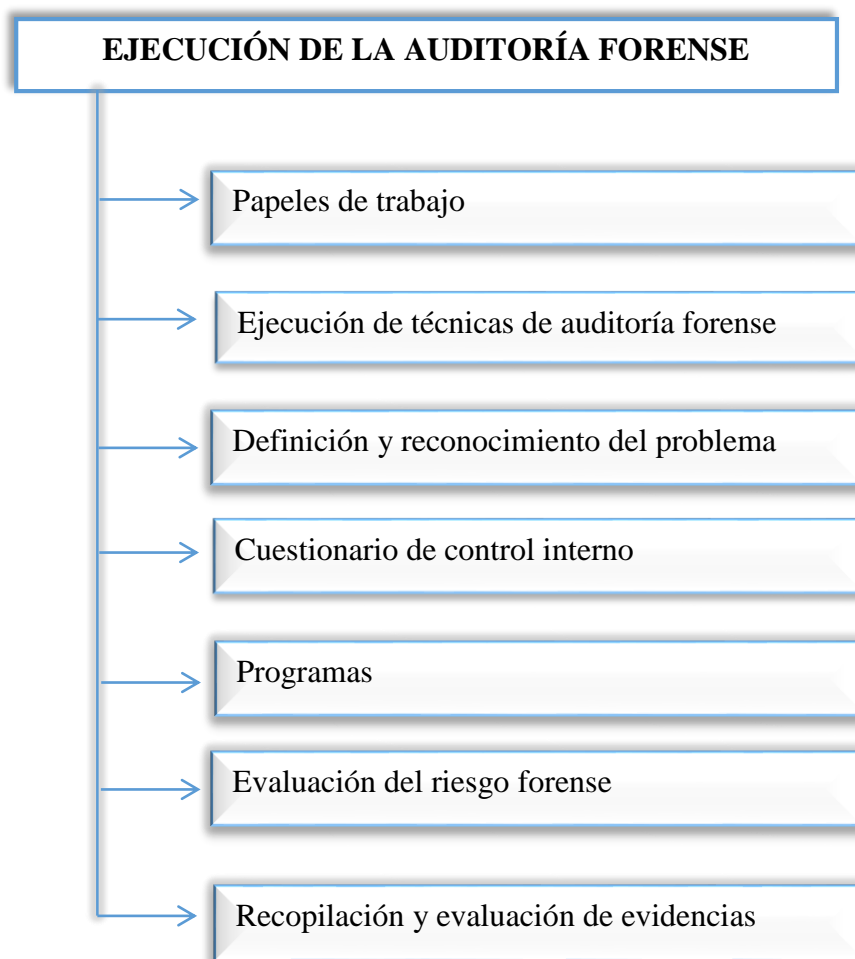 EJECUCIÓN DE LA AUDITORÍA FORENSE
Papeles de trabajo
Ejecución de técnicas de auditoría forense
Definición y reconocimiento del problema
Cuestionario de control interno
Programas
Evaluación del riesgo forense
Recopilación y evaluación de evidencias